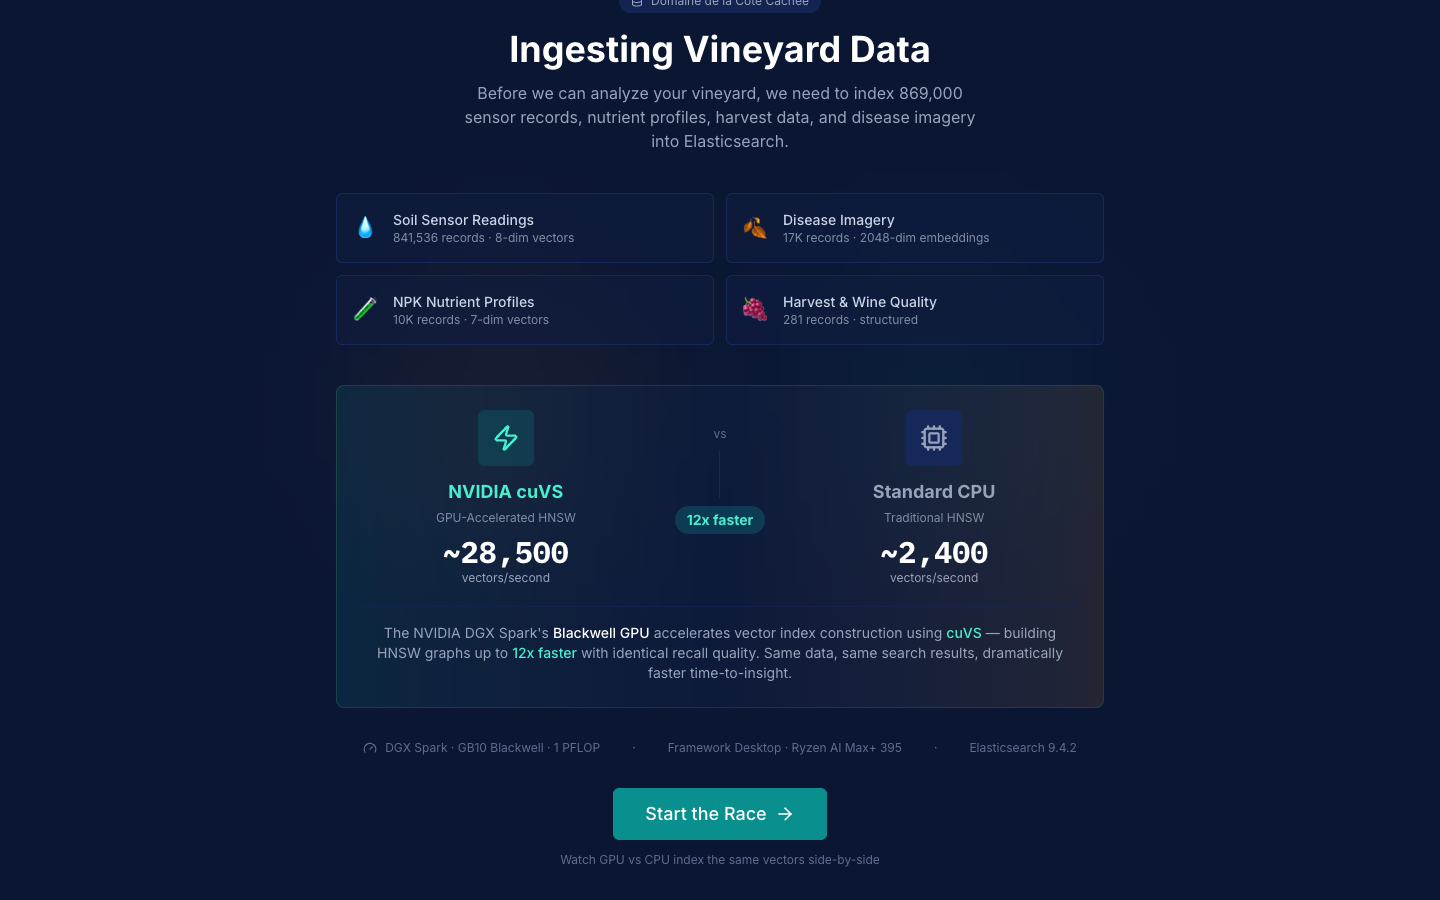 Domaine de la Côte Cachée
Ingesting Vineyard Data
Before we can analyze your vineyard, we need to index 869,000
sensor records, nutrient profiles, harvest data, and disease imagery
into Elasticsearch.
Soil Sensor Readings
841,536 records · 8-dim vectors
Disease Imagery
17K records · 2048-dim embeddings
NPK Nutrient Profiles
10K records · 7-dim vectors
Harvest & Wine Quality
281 records · structured
NVIDIA cuVS
GPU-Accelerated HNSW
~28,500
vectors/second
vs
12x faster
Standard CPU
Traditional HNSW
~2,400
vectors/second
The NVIDIA DGX Spark's Blackwell GPU accelerates vector index construction using cuVS — building
HNSW graphs up to 12x faster with identical recall quality. Same data, same search results, dramatically
faster time-to-insight.
DGX Spark · GB10 Blackwell · 1 PFLOP · Framework Desktop · Ryzen AI Max+ 395 · Elasticsearch 9.4.2
Start the Race →
Watch GPU vs CPU index the same vectors side-by-side